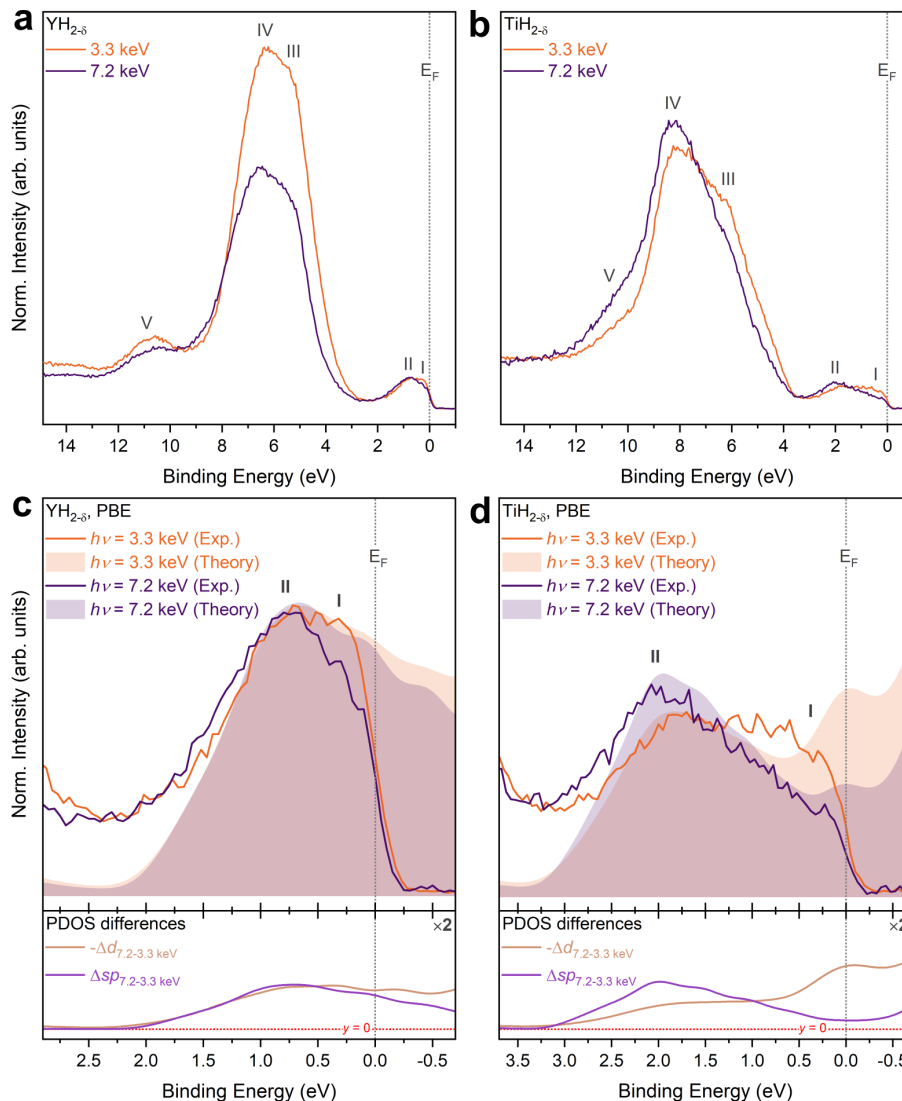 a
YH2-δ
3.3 keV
7.2 keV
IV
III
V
II
I
EF
Norm. Intensity (arb. units)
14 12 10 8 6 4 2 0
Binding Energy (eV)
b
TiH2-δ
3.3 keV
7.2 keV
IV
III
V
II
I
EF
14 12 10 8 6 4 2 0
Binding Energy (eV)
c
YH2-δ, PBE
hν = 3.3 keV (Exp.)
hν = 3.3 keV (Theory)
hν = 7.2 keV (Exp.)
hν = 7.2 keV (Theory)
EF
II
I
Norm. Intensity (arb. units)
PDOS differences
×2
-Δd7.2-3.3 keV
Δsp7.2-3.3 keV
y = 0
2.5 2.0 1.5 1.0 0.5 0.0 -0.5
Binding Energy (eV)
d
TiH2-δ, PBE
hν = 3.3 keV (Exp.)
hν = 3.3 keV (Theory)
hν = 7.2 keV (Exp.)
hν = 7.2 keV (Theory)
EF
II
I
PDOS differences
×2
-Δd7.2-3.3 keV
Δsp7.2-3.3 keV
y = 0
3.5 3.0 2.5 2.0 1.5 1.0 0.5 0.0
Binding Energy (eV)